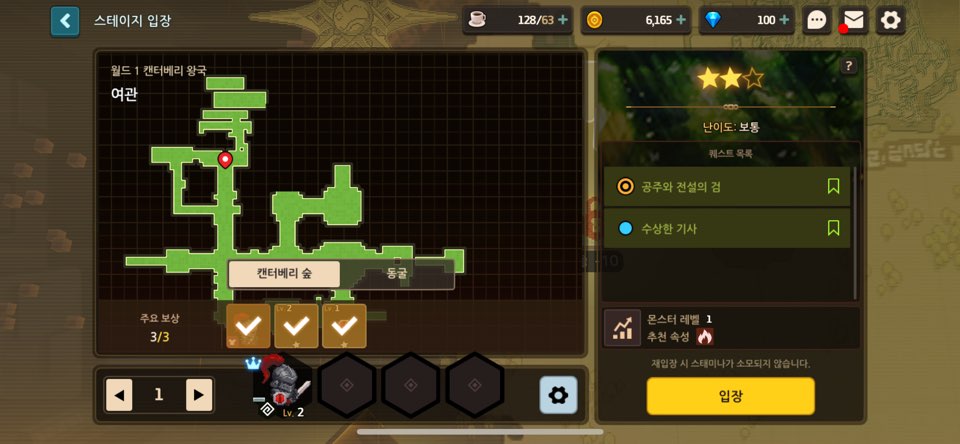 스테이지 입장
128/63
6,165
100
월드 1 캔터베리 왕국
여관
캔터베리 숲
동굴
주요 보상
3/3
Lv. 2
Lv. 1
1
Lv. 2
?
난이도: 보통
퀘스트 목록
공주와 전설의 검
수상한 기사
몬스터 레벨 1
추천 속성
재입장 시 스태미나가 소모되지 않습니다.
입장